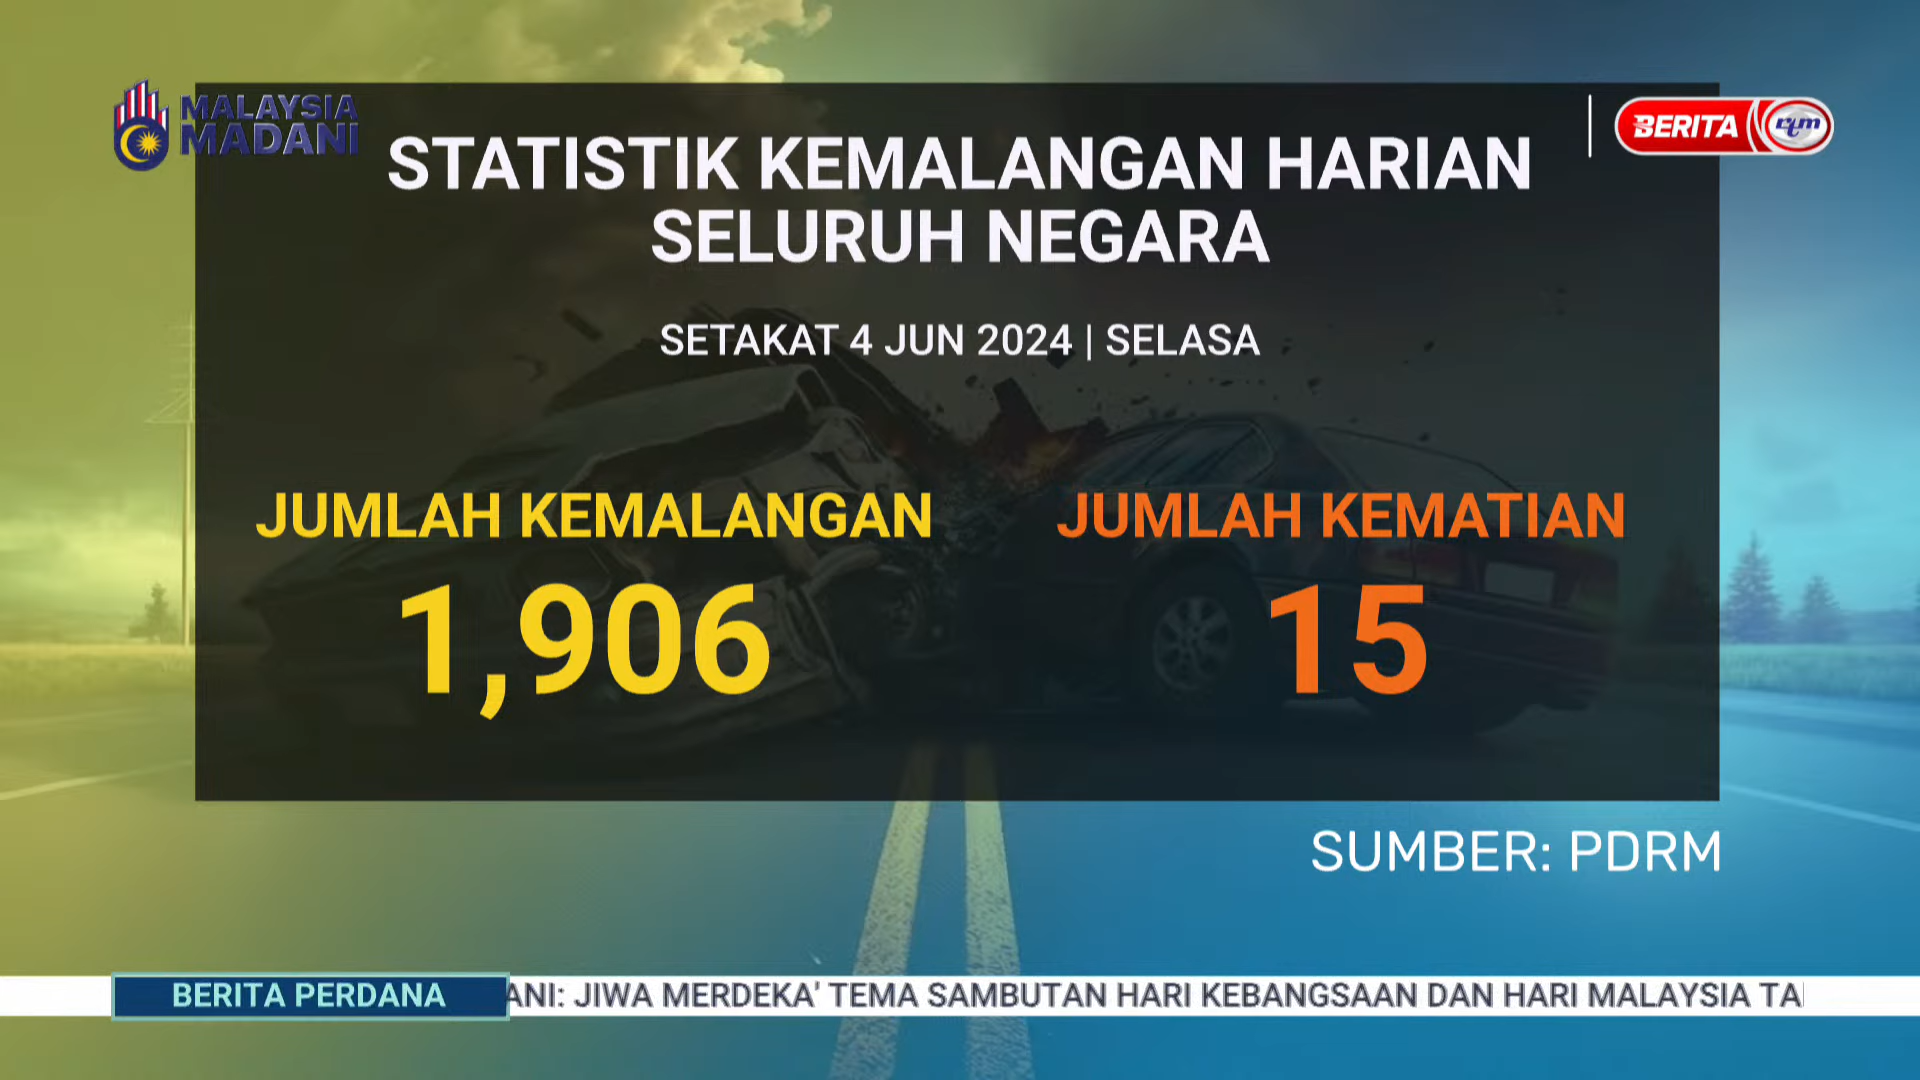 MALAYSIA
MADANI
BERITA rtm
STATISTIK KEMALANGAN HARIAN
SELURUH NEGARA
SETAKAT 4 JUN 2024 | SELASA
JUMLAH KEMALANGAN
1,906
JUMLAH KEMATIAN
15
SUMBER: PDRM
BERITA PERDANA
ANI: JIWA MERDEKA' TEMA SAMBUTAN HARI KEBANGSAAN DAN HARI MALAYSIA TA